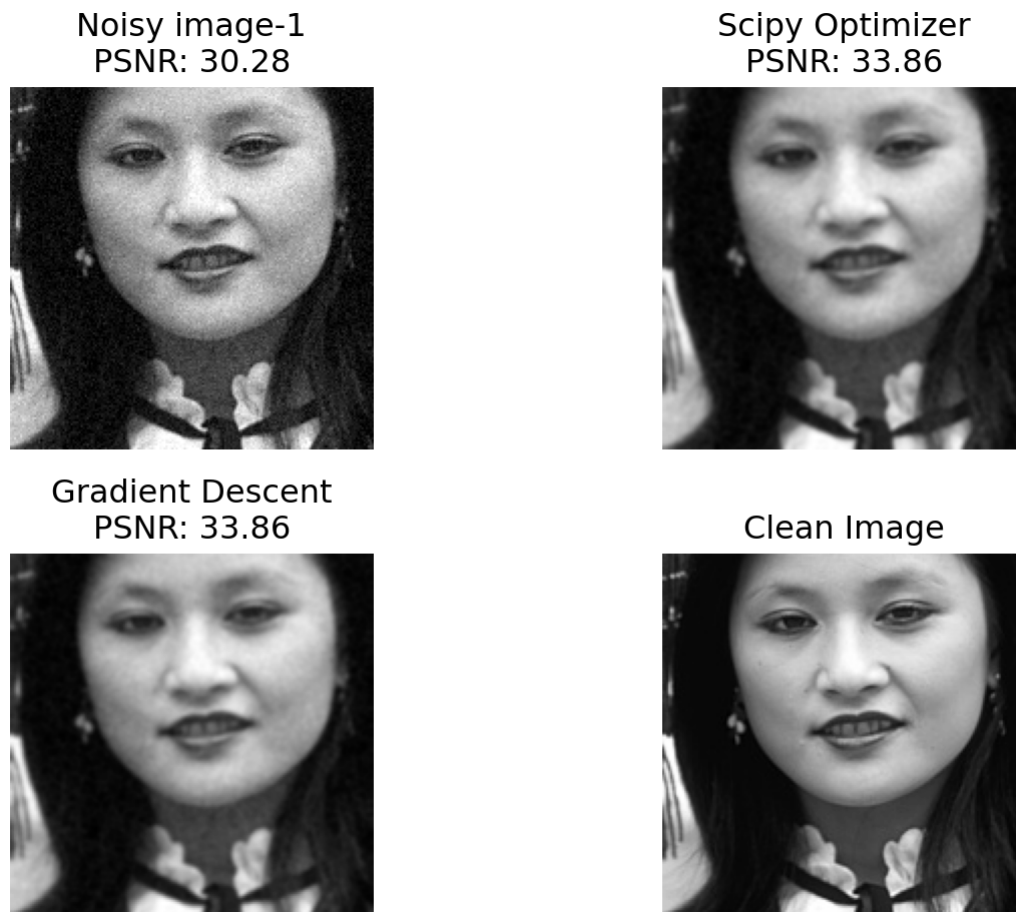 Noisy image-1
PSNR: 30.28
Scipy Optimizer
PSNR: 33.86
Gradient Descent
PSNR: 33.86
Clean Image